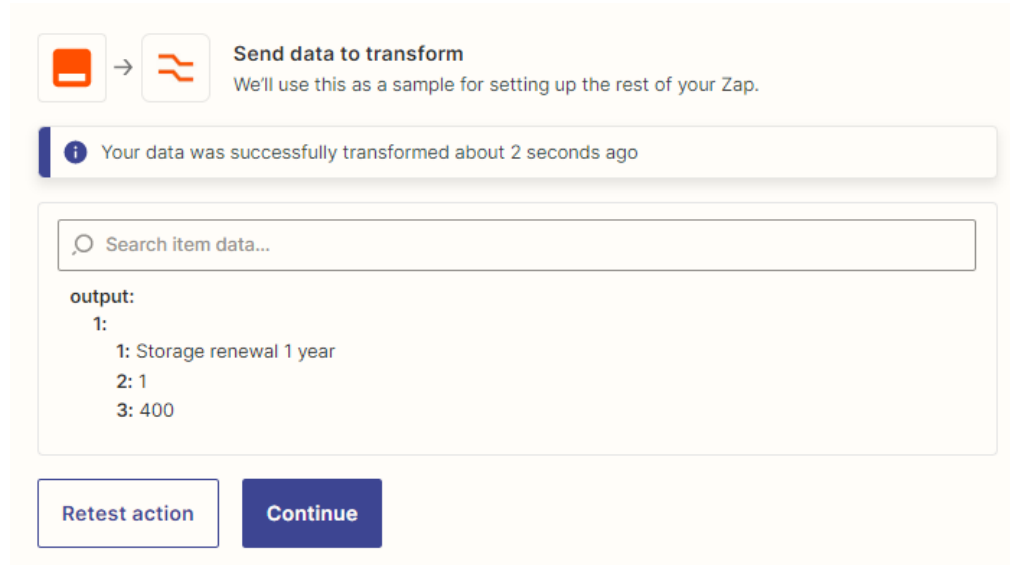 Send data to transform
We'll use this as a sample for setting up the rest of your Zap.
Your data was successfully transformed about 2 seconds ago
Search item data...
output:
1:
1: Storage renewal 1 year
2: 1
3: 400
Retest action
Continue